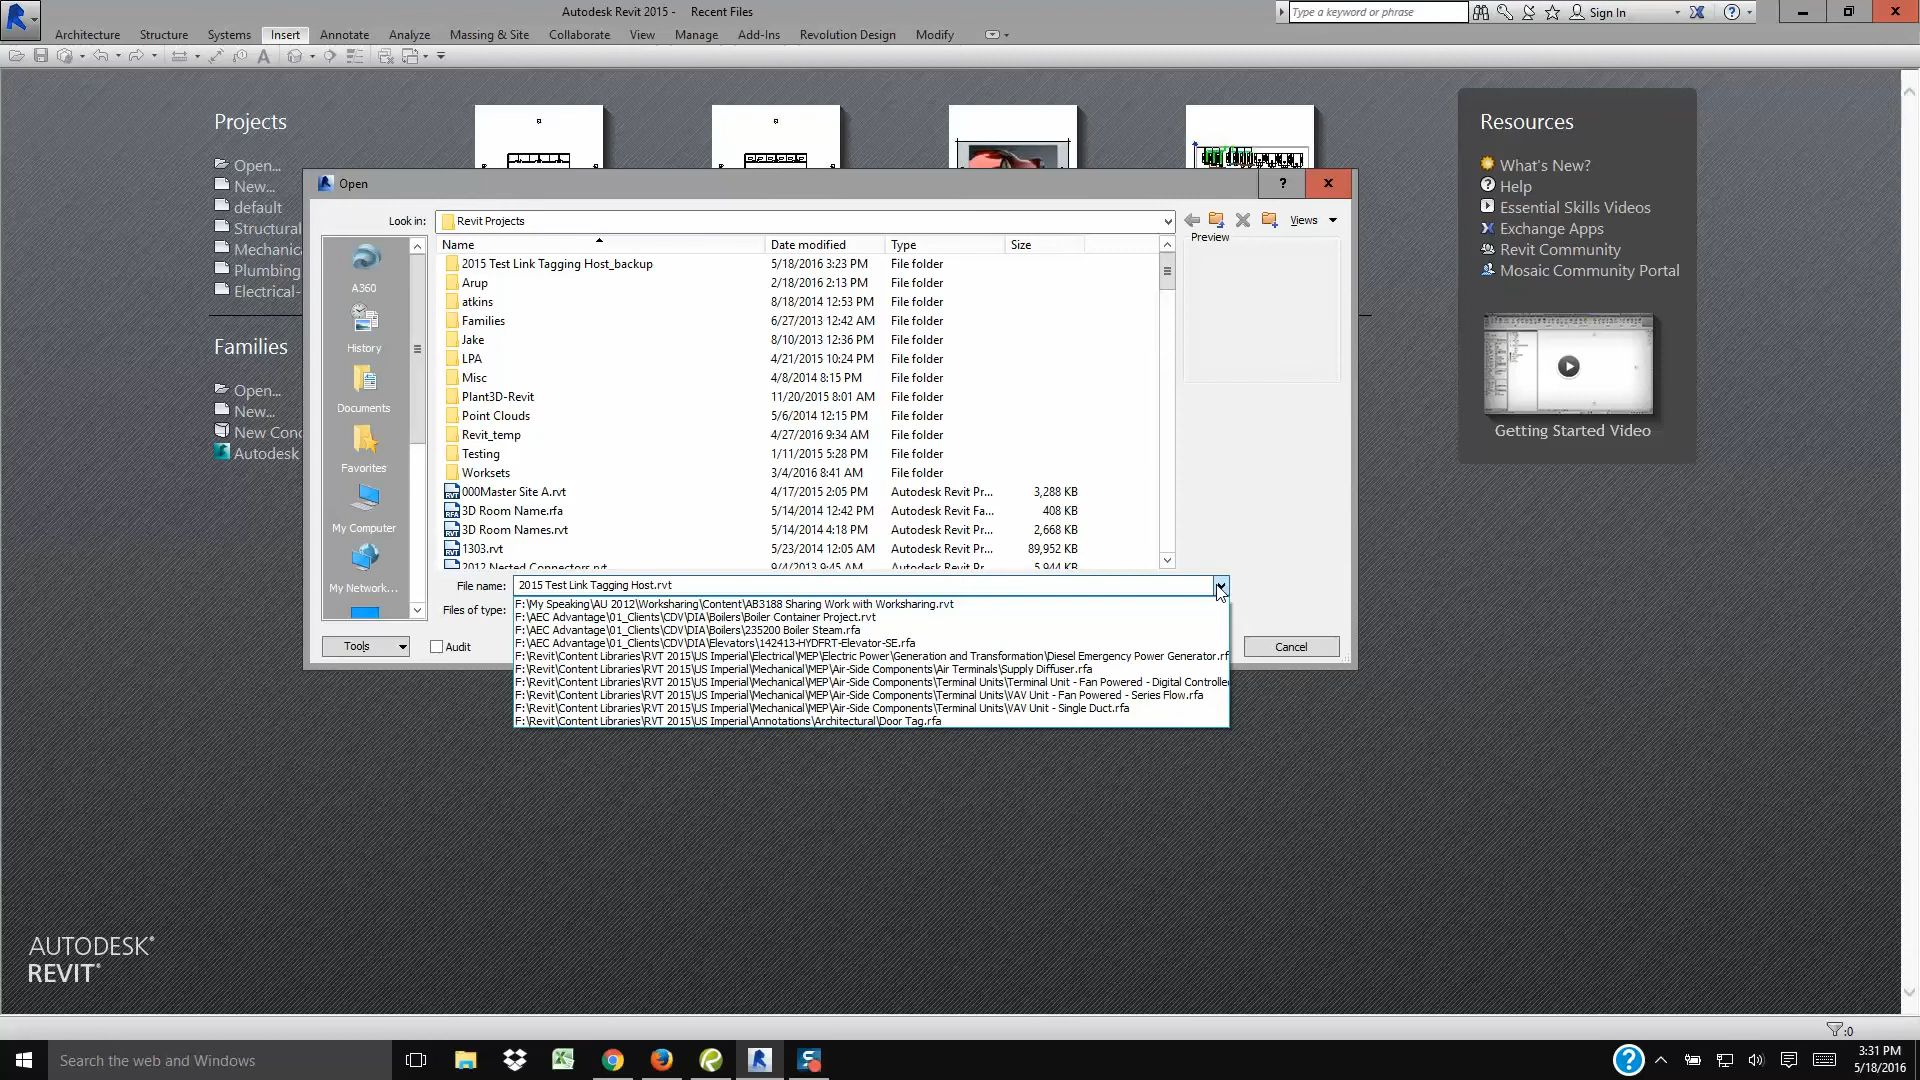 Autodesk Revit 2015 -     Recent Files
Type a keyword or phrase
Sign In
Architecture Structure Systems Insert Annotate Analyze Massing & Site Collaborate View Manage Add-Ins Revolution Design Modify
Projects
Open...
New...
default
Structural
Mechanica
Plumbing
Electrical-
Families
Open...
New...
New Conc
Autodesk
Resources
What's New?
Help
Essential Skills Videos
Exchange Apps
Revit Community
Mosaic Community Portal
Getting Started Video
Open
Look in: Revit Projects
Views
Preview
A360
History
Documents
Favorites
My Computer
My Network...
Name Date modified Type Size
2015 Test Link Tagging Host_backup 5/18/2016 3:23 PM File folder
Arup 2/18/2016 2:13 PM File folder
atkins 8/18/2014 12:53 PM File folder
Families 6/27/2013 12:42 AM File folder
Jake 8/10/2013 12:36 PM File folder
LPA 4/21/2015 10:24 PM File folder
Misc 4/8/2014 8:15 PM File folder
Plant3D-Revit 11/20/2015 8:01 AM File folder
Point Clouds 5/6/2014 12:15 PM File folder
Revit_temp 4/27/2016 9:34 AM File folder
Testing 1/11/2015 5:28 PM File folder
Worksets 3/4/2016 8:41 AM File folder
000Master Site A.rvt 4/17/2015 2:05 PM Autodesk Revit Pr... 3,288 KB
3D Room Name.rfa 5/14/2014 12:42 PM Autodesk Revit Fa... 408 KB
3D Room Names.rvt 5/14/2014 4:18 PM Autodesk Revit Pr... 2,668 KB
1303.rvt 5/23/2014 12:05 AM Autodesk Revit Pr... 89,952 KB
2012 Nested Connectors.rvt 9/4/2013 9:45 AM Autodesk Revit Pr... 5,944 KB
File name: 2015 Test Link Tagging Host.rvt
Files of type:
F:\My Speaking\AU 2012\Worksharing\Content\AB3188 Sharing Work with Worksharing.rvt
F:\AEC Advantage\01_Clients\CDV\DIA\Boilers\Boiler Container Project.rvt
F:\AEC Advantage\01_Clients\CDV\DIA\Boilers\235200 Boiler Steam.rfa
F:\AEC Advantage\01_Clients\CDV\DIA\Elevators\142413-HYDFRT-Elevator-SE.rfa
F:\Revit\Content Libraries\RVT 2015\US Imperial\Electrical\MEP\Electric Power\Generation and Transformation\Diesel Emergency Power Generator.rf
F:\Revit\Content Libraries\RVT 2015\US Imperial\Mechanical\MEP\Air-Side Components\Air Terminals\Supply Diffuser.rfa
F:\Revit\Content Libraries\RVT 2015\US Imperial\Mechanical\MEP\Air-Side Components\Terminal Units\Terminal Unit - Fan Powered - Digital Controlle
F:\Revit\Content Libraries\RVT 2015\US Imperial\Mechanical\MEP\Air-Side Components\Terminal Units\VAV Unit - Fan Powered - Series Flow.rfa
F:\Revit\Content Libraries\RVT 2015\US Imperial\Mechanical\MEP\Air-Side Components\Terminal Units\VAV Unit - Single Duct.rfa
F:\Revit\Content Libraries\RVT 2015\US Imperial\Annotations\Architectural\Door Tag.rfa
Tools
Audit
Cancel
AUTODESK®
REVIT®
:0
Search the web and Windows
3:31 PM
5/18/2016